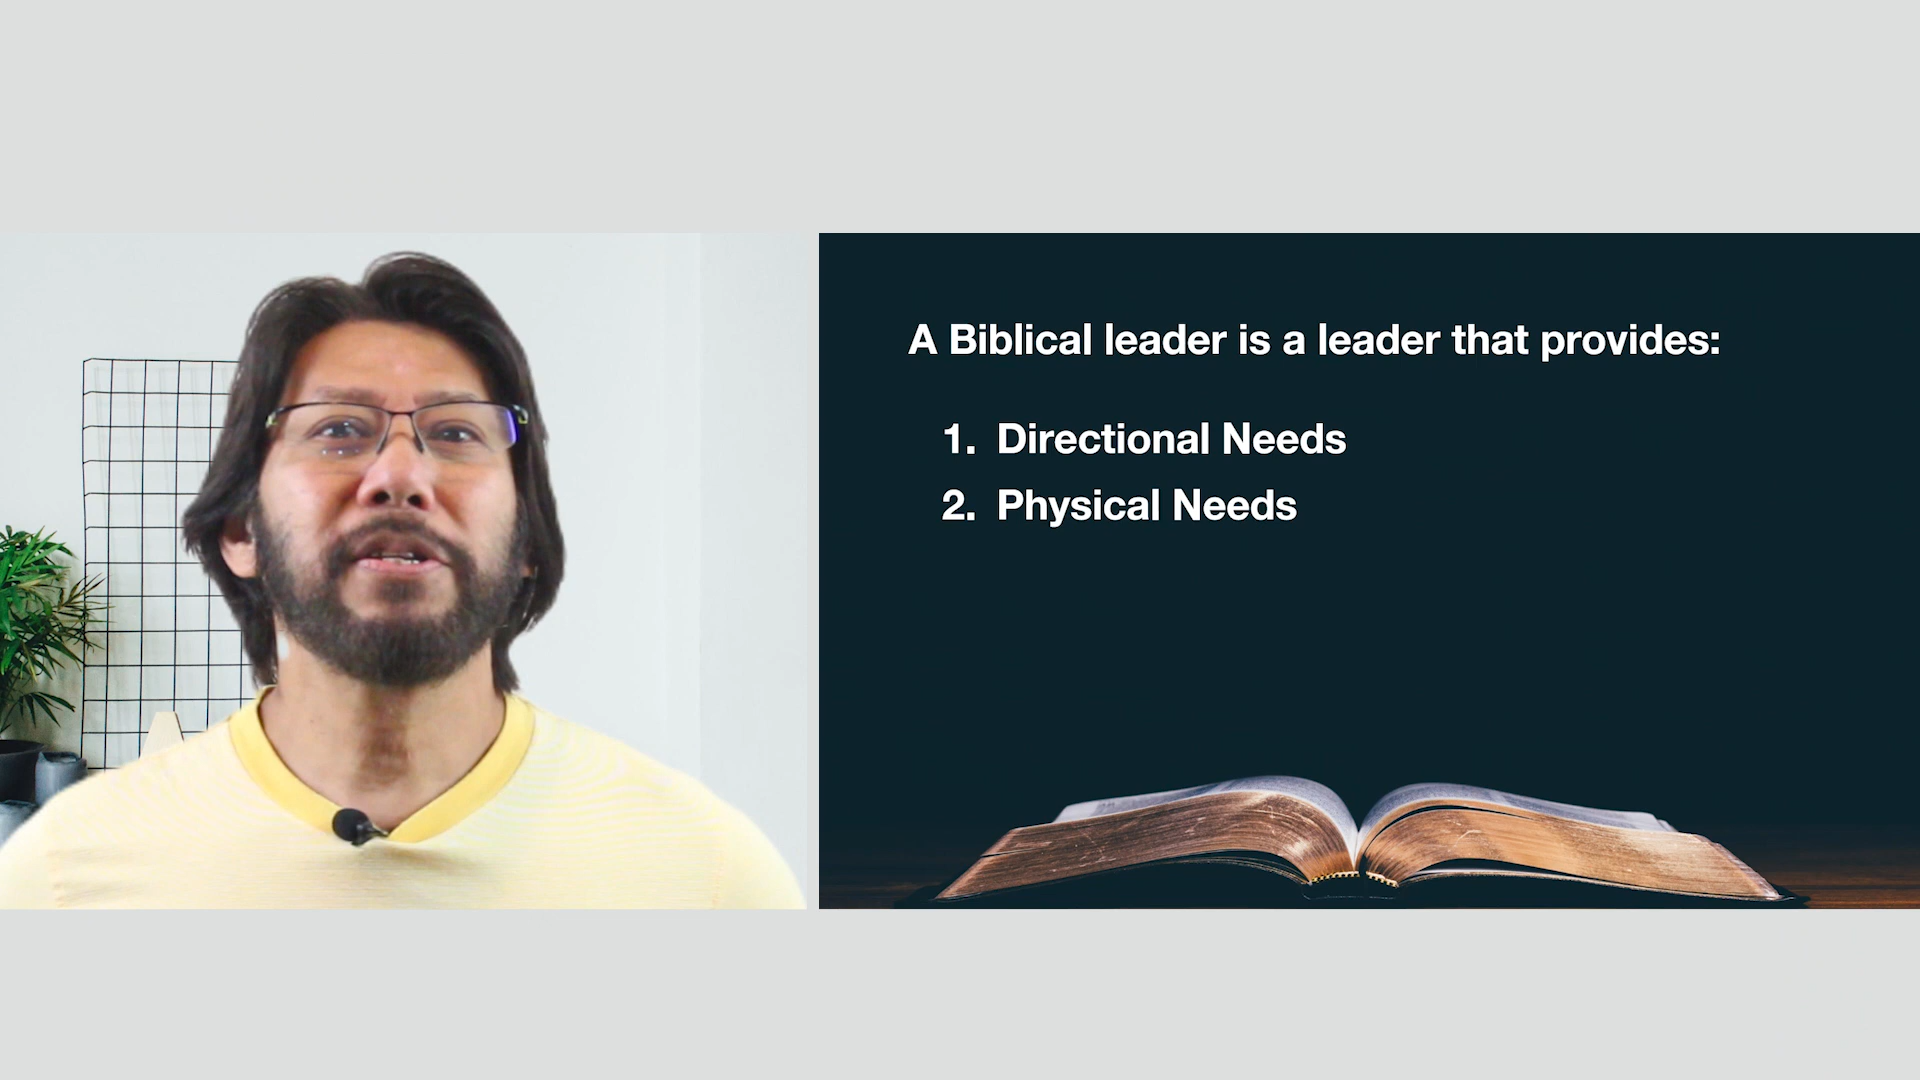 A Biblical leader is a leader that provides:
1. Directional Needs
2. Physical Needs